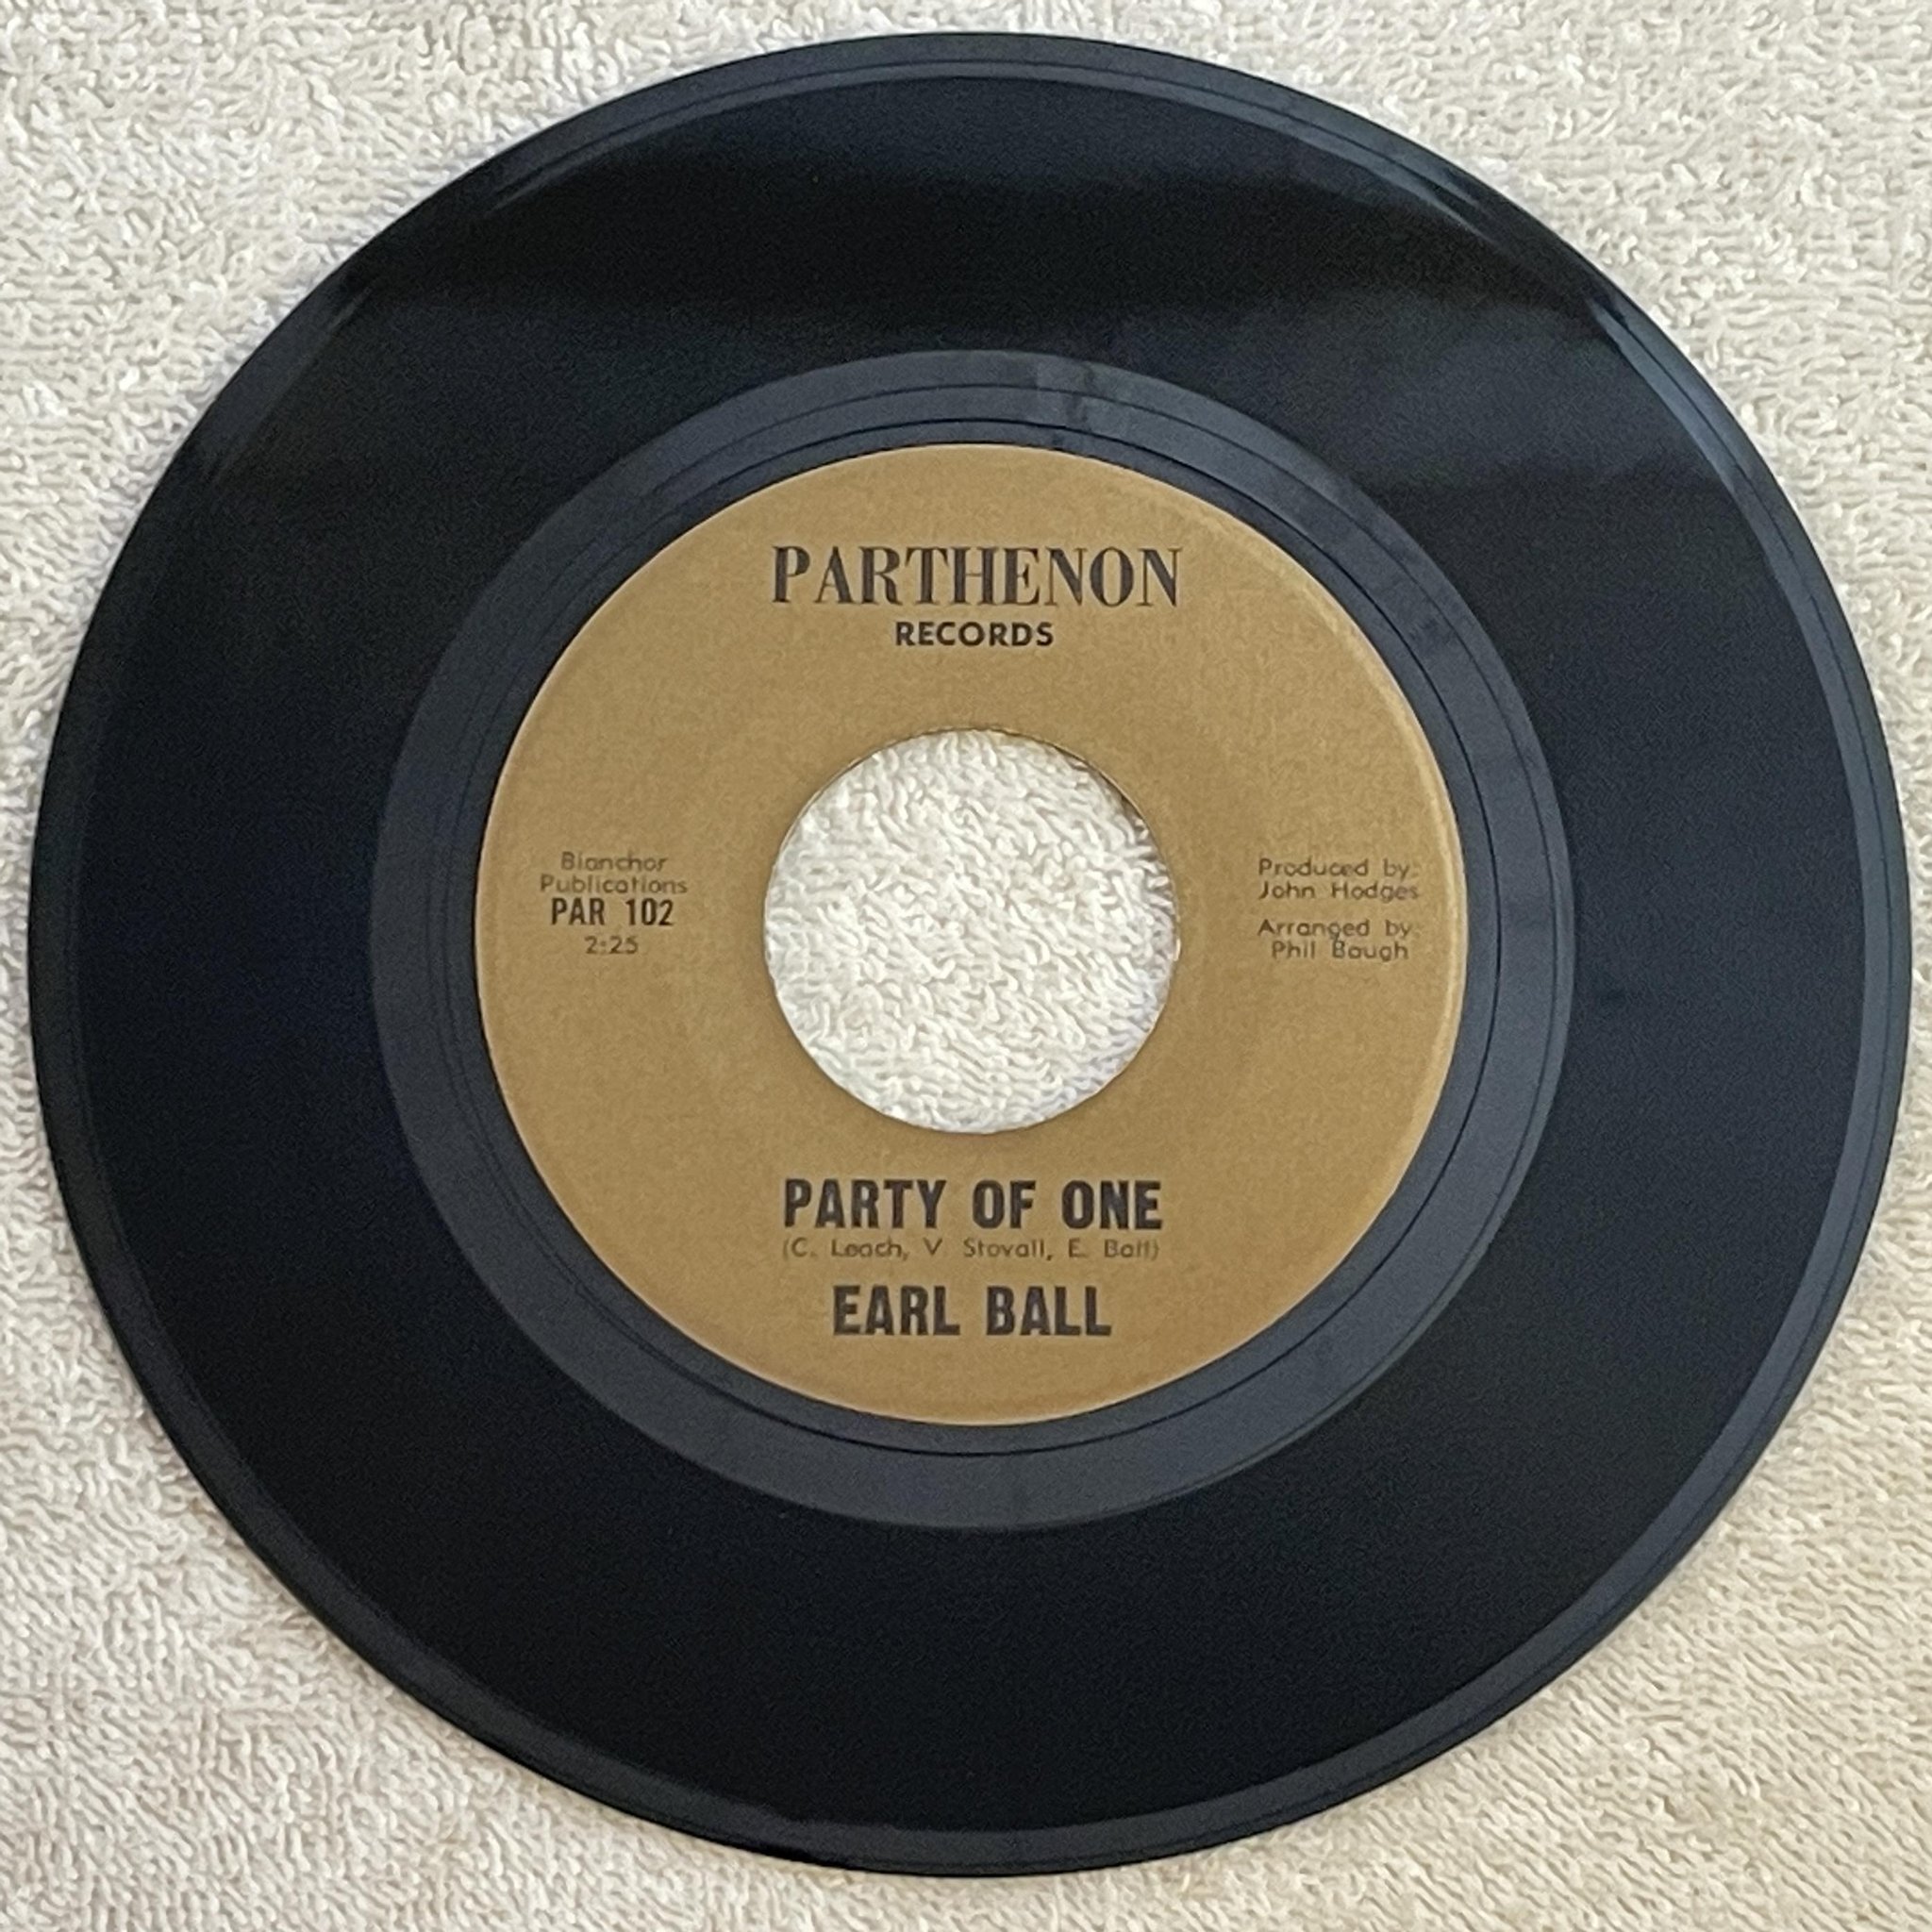 PARTHENON
RECORDS
Blanchor
Publications
PAR 102
2:25
Produced by:
John Hodges
Arranged by:
Phil Baugh
PARTY OF ONE
(C. Leach, V. Stovall, E. Ball)
EARL BALL